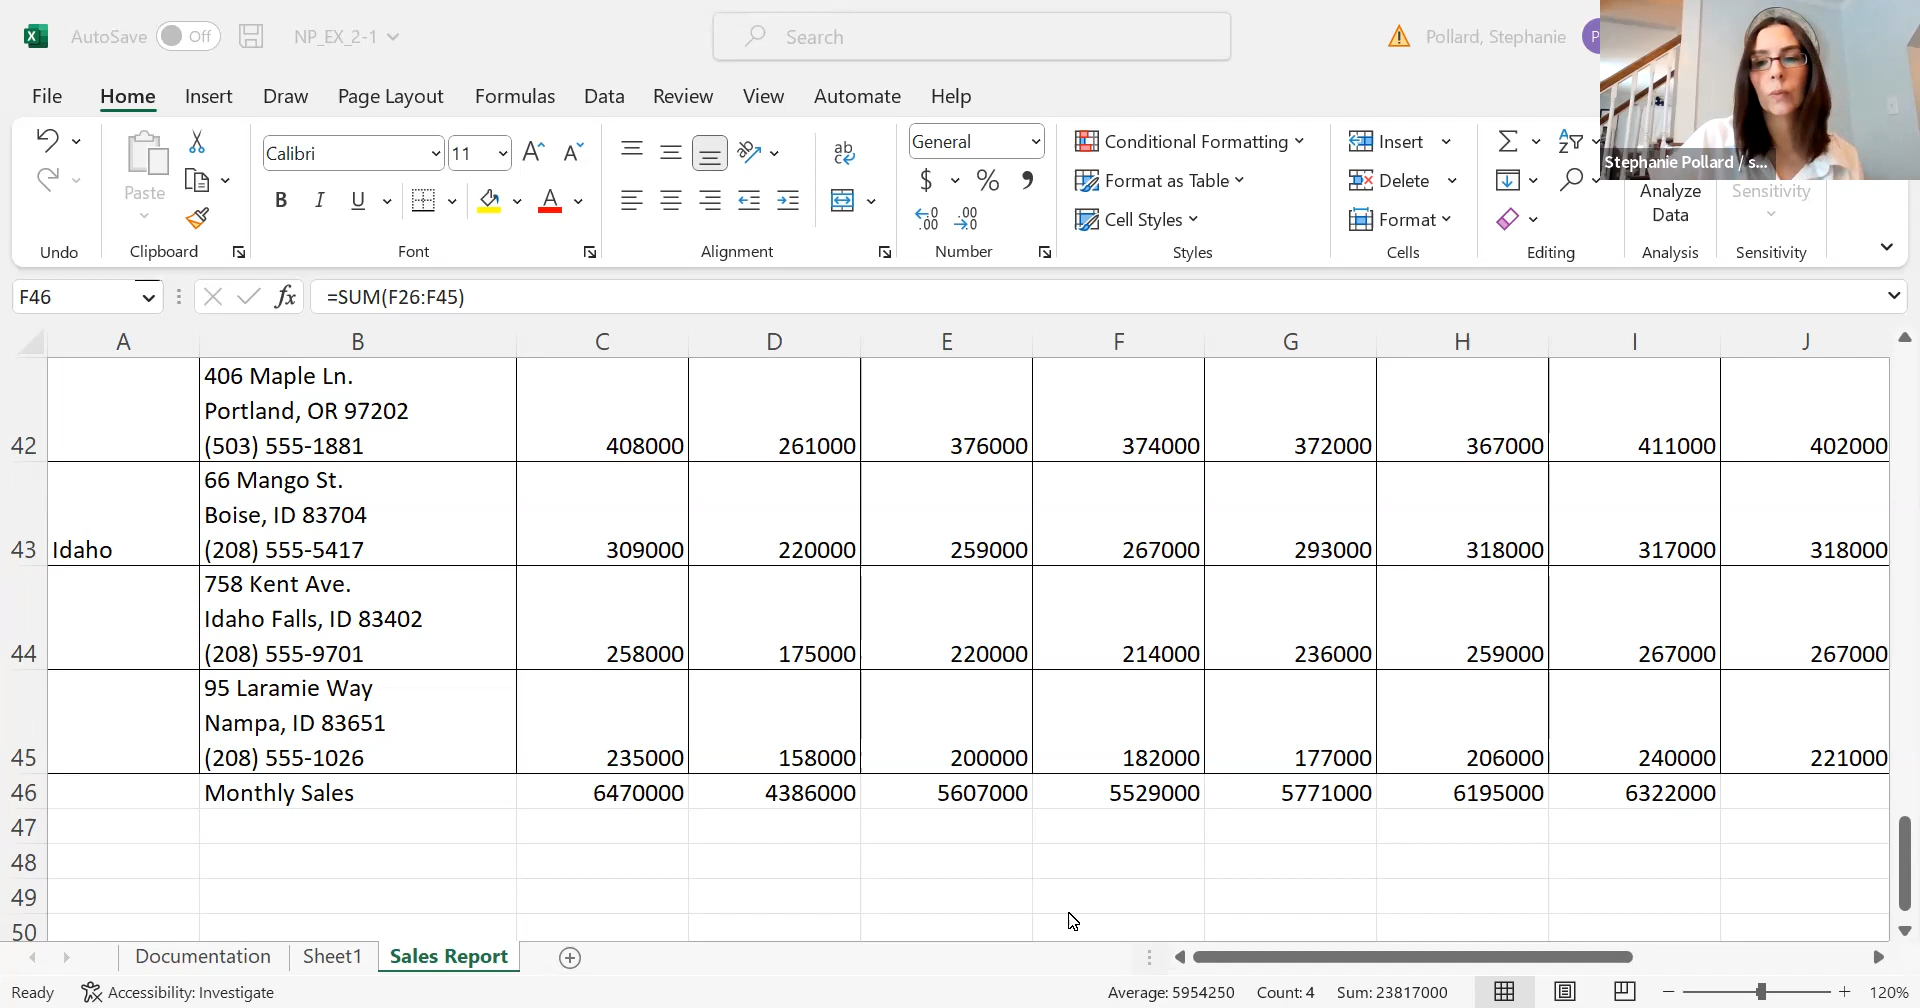 AutoSave Off NP_EX_2-1 Search Pollard, Stephanie P
Stephanie Pollard / s...
File Home Insert Draw Page Layout Formulas Data Review View Automate Help
Paste
Calibri 11
B I U A
ab
General
$ % 9
.00
Conditional Formatting
Format as Table
Cell Styles
Insert
Delete
Format
Analyze
Data
Sensitivity
Undo Clipboard Font Alignment Number Styles Cells Editing Analysis Sensitivity
F46 fx =SUM(F26:F45)
A B C D E F G H I J
406 Maple Ln.
Portland, OR 97202
42 (503) 555-1881 408000 261000 376000 374000 372000 367000 411000 402000
66 Mango St.
Boise, ID 83704
43 Idaho (208) 555-5417 309000 220000 259000 267000 293000 318000 317000 318000
758 Kent Ave.
Idaho Falls, ID 83402
44 (208) 555-9701 258000 175000 220000 214000 236000 259000 267000 267000
95 Laramie Way
Nampa, ID 83651
45 (208) 555-1026 235000 158000 200000 182000 177000 206000 240000 221000
46 Monthly Sales 6470000 4386000 5607000 5529000 5771000 6195000 6322000
47
48
49
50
Documentation Sheet1 Sales Report
Ready Accessibility: Investigate Average: 5954250 Count: 4 Sum: 23817000 120%